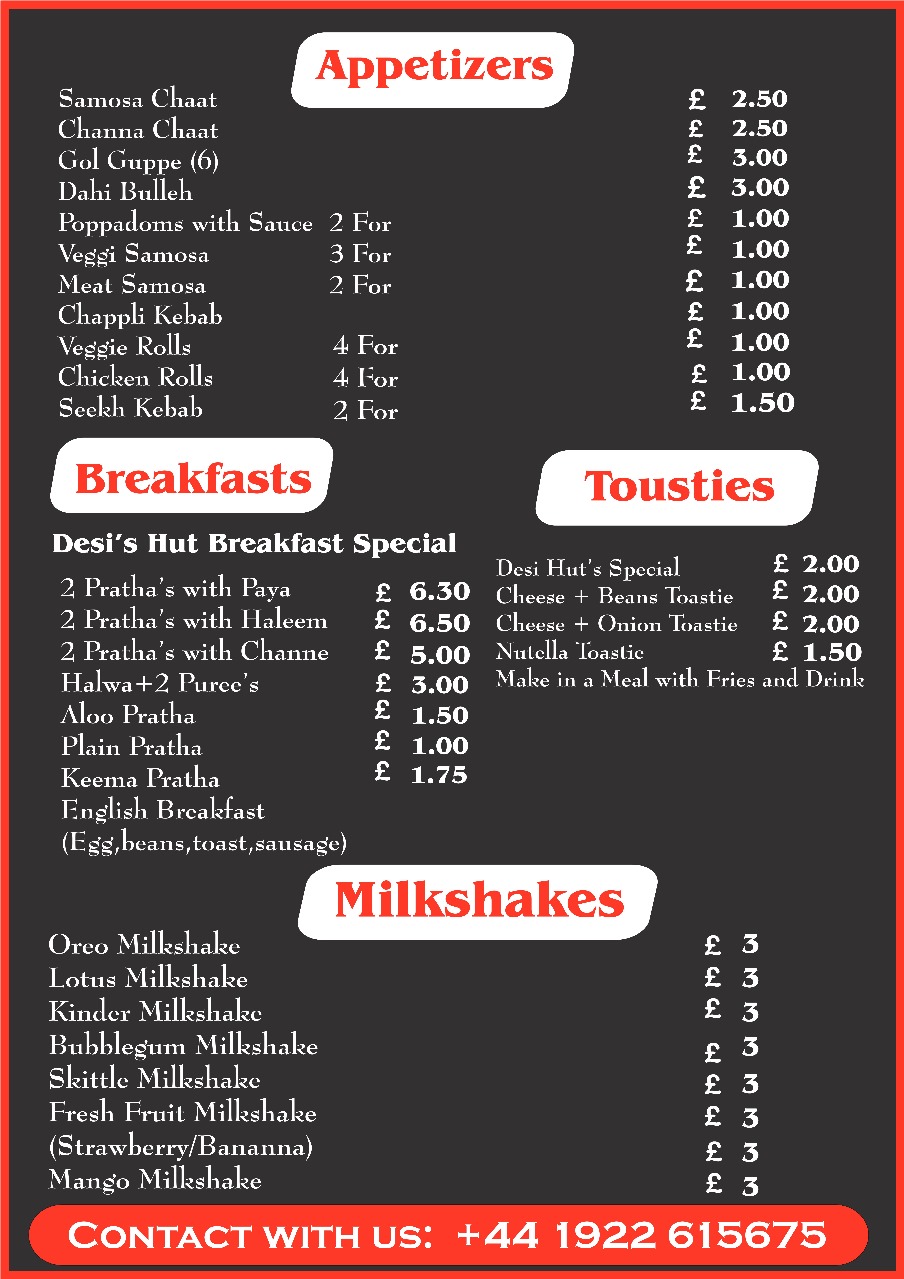 Appetizers
Samosa Chaat £ 2.50
Channa Chaat £ 2.50
Gol Guppe (6) £ 3.00
Dahi Bulleh £ 3.00
Poppadoms with Sauce 2 For £ 1.00
Veggi Samosa 3 For £ 1.00
Meat Samosa 2 For £ 1.00
Chappli Kebab £ 1.00
Veggie Rolls 4 For £ 1.00
Chicken Rolls 4 For £ 1.00
Seekh Kebab 2 For £ 1.50
Breakfasts
Desi's Hut Breakfast Special
2 Pratha's with Paya £ 6.30
2 Pratha's with Haleem £ 6.50
2 Pratha's with Channe £ 5.00
Halwa+2 Puree's £ 3.00
Aloo Pratha £ 1.50
Plain Pratha £ 1.00
Keema Pratha £ 1.75
English Breakfast
(Egg,beans,toast,sausage)
Tousties
Desi Hut's Special £ 2.00
Cheese + Beans Toastie £ 2.00
Cheese + Onion Toastie £ 2.00
Nutella Toastie £ 1.50
Make in a Meal with Fries and Drink
Milkshakes
Oreo Milkshake £ 3
Lotus Milkshake £ 3
Kinder Milkshake £ 3
Bubblegum Milkshake £ 3
Skittle Milkshake £ 3
Fresh Fruit Milkshake £ 3
(Strawberry/Bananna) £ 3
Mango Milkshake £ 3
Contact with us: +44 1922 615675